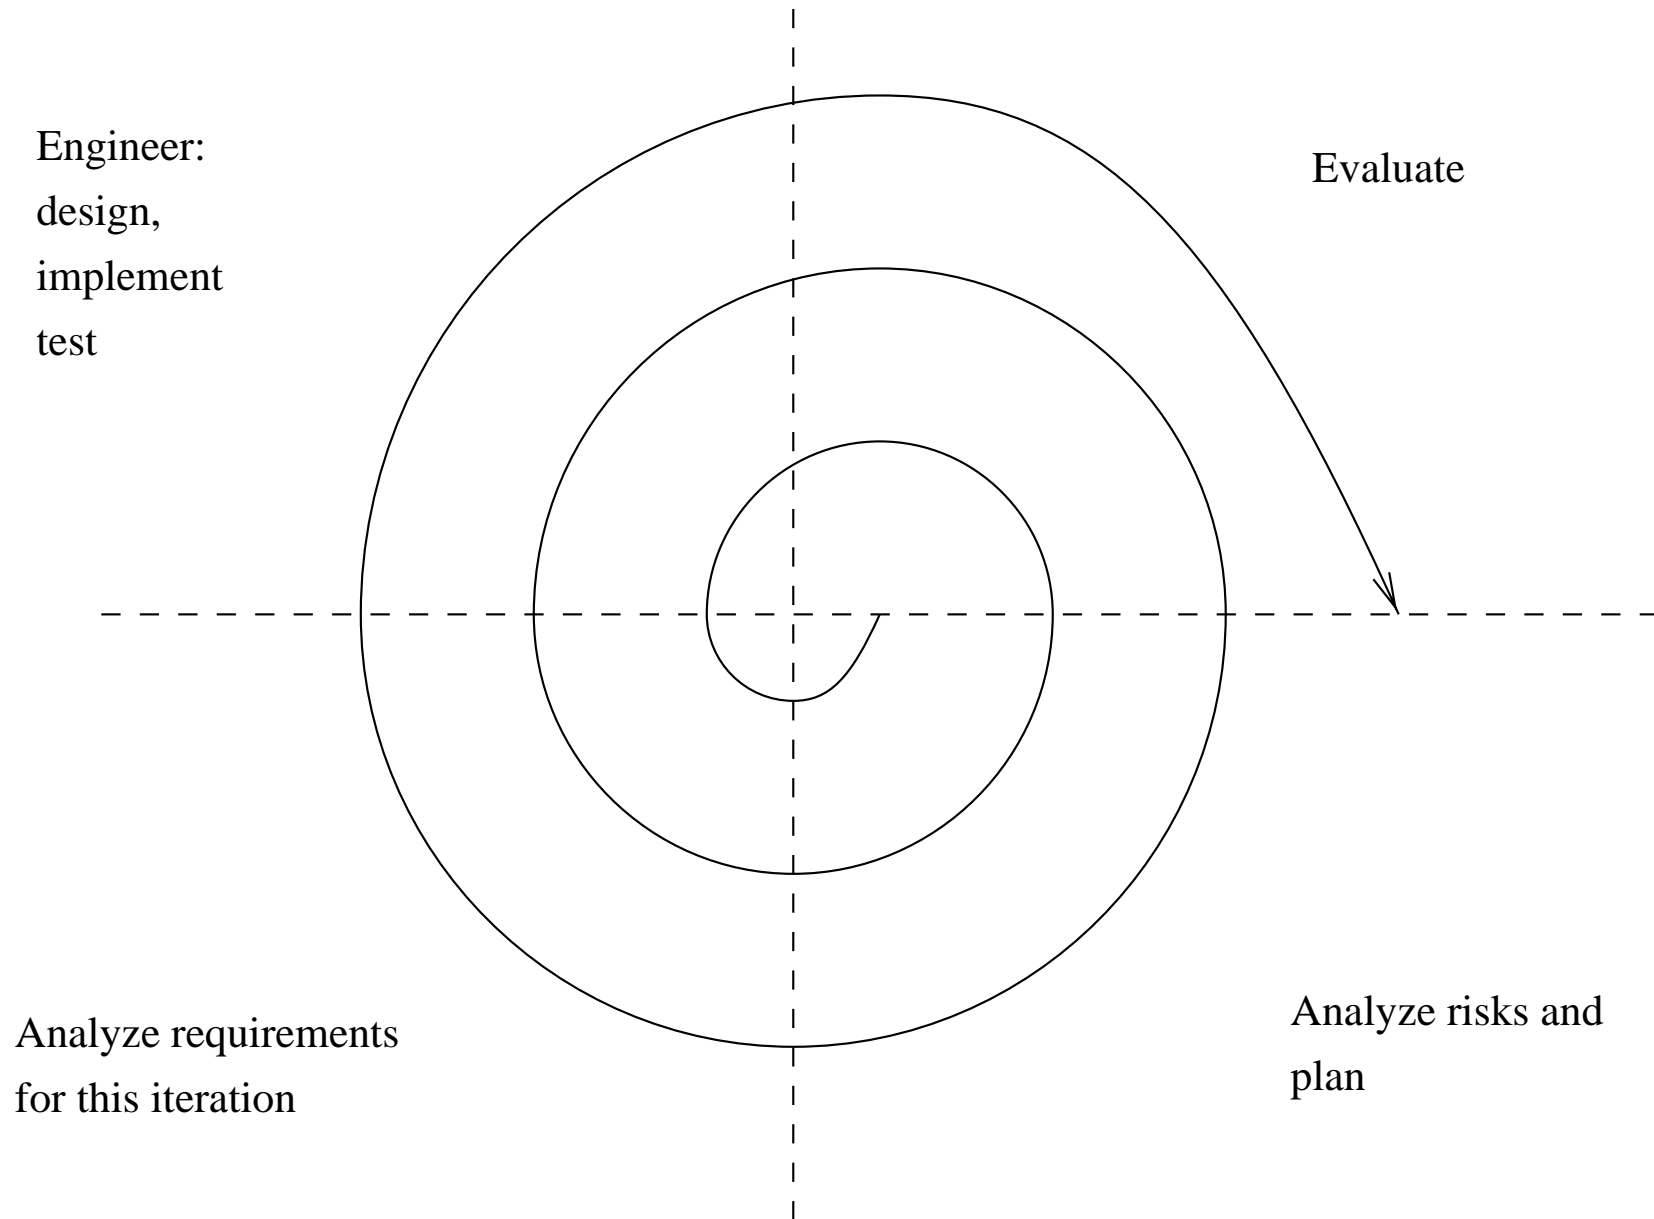 Engineer:
design,
implement
test
Evaluate
Analyze requirements
for this iteration
Analyze risks and
plan